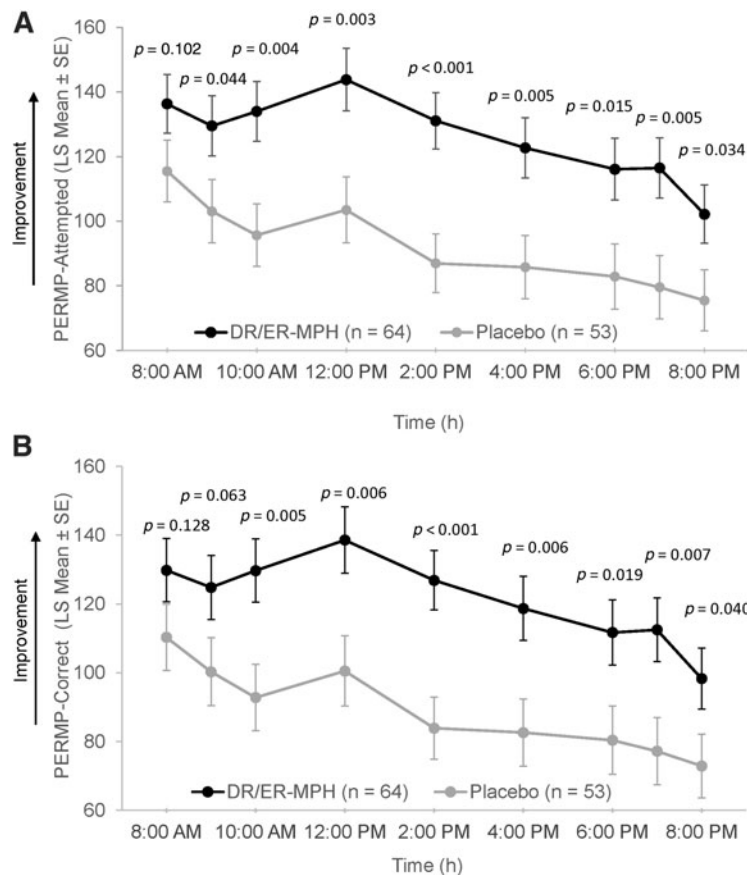 A
160
140
120
100
80
60
PERMP-Attempted (LS Mean ± SE)
Improvement
p = 0.102
p = 0.044
p = 0.004
p = 0.003
p < 0.001
p = 0.005
p = 0.015
p = 0.005
p = 0.034
DR/ER-MPH (n = 64)
Placebo (n = 53)
8:00 AM 10:00 AM 12:00 PM 2:00 PM 4:00 PM 6:00 PM 8:00 PM
Time (h)
B
160
140
120
100
80
60
PERMP-Correct (LS Mean ± SE)
Improvement
p = 0.128
p = 0.063
p = 0.005
p = 0.006
p < 0.001
p = 0.006
p = 0.019
p = 0.007
p = 0.040
DR/ER-MPH (n = 64)
Placebo (n = 53)
8:00 AM 10:00 AM 12:00 PM 2:00 PM 4:00 PM 6:00 PM 8:00 PM
Time (h)